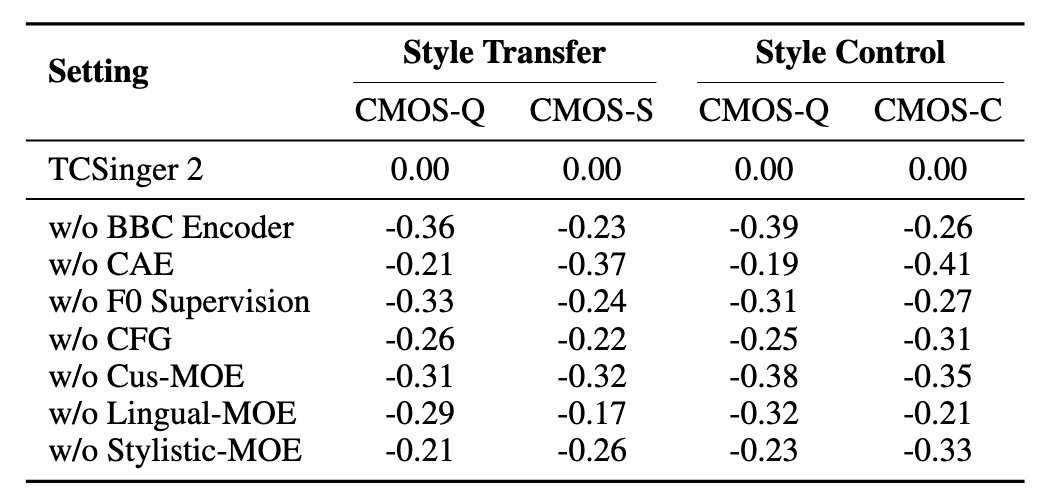 Setting Style Transfer Style Control
CMOS-Q CMOS-S CMOS-Q CMOS-C
TCSinger 2 0.00 0.00 0.00 0.00
w/o BBC Encoder -0.36 -0.23 -0.39 -0.26
w/o CAE -0.21 -0.37 -0.19 -0.41
w/o F0 Supervision -0.33 -0.24 -0.31 -0.27
w/o CFG -0.26 -0.22 -0.25 -0.31
w/o Cus-MOE -0.31 -0.32 -0.38 -0.35
w/o Lingual-MOE -0.29 -0.17 -0.32 -0.21
w/o Stylistic-MOE -0.21 -0.26 -0.23 -0.33